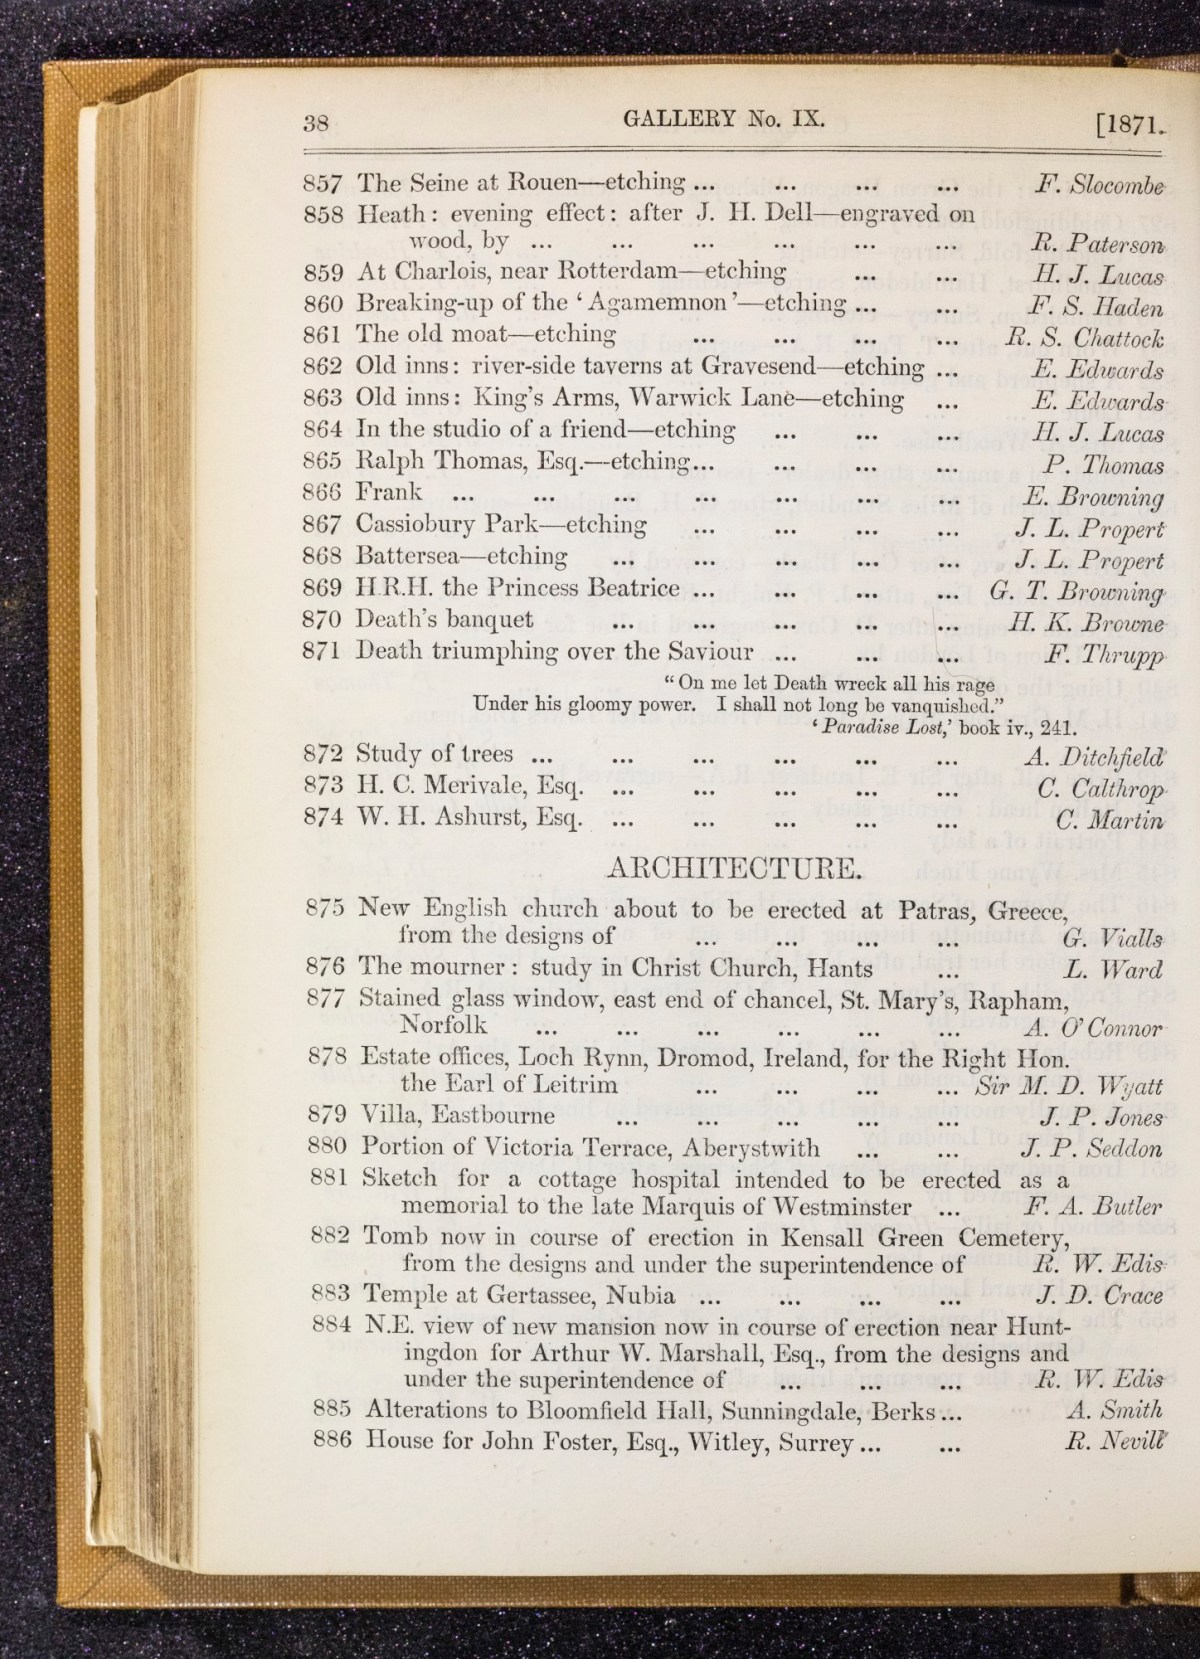 38 GALLERY No. IX. [1871.
857 The Seine at Rouen—etching ... ... ... ... F. Slocombe
858 Heath: evening effect: after J. H. Dell—engraved on
wood, by ... ... ... ... ... ... R. Paterson
859 At Charlois, near Rotterdam—etching ... ... H. J. Lucas
860 Breaking-up of the ‘Agamemnon’—etching ... ... F. S. Haden
861 The old moat—etching ... ... ... ... R. S. Chattock
862 Old inns: river-side taverns at Gravesend—etching ... E. Edwards
863 Old inns: King’s Arms, Warwick Lane—etching ... E. Edwards
864 In the studio of a friend—etching ... ... ... H. J. Lucas
865 Ralph Thomas, Esq.—etching... ... ... ... P. Thomas
866 Frank ... ... ... ... ... ... ... E. Browning
867 Cassiobury Park—etching ... ... ... ... J. L. Propert
868 Battersea—etching ... ... ... ... ... J. L. Propert
869 H.R.H. the Princess Beatrice ... ... ... ... G. T. Browning
870 Death’s banquet ... ... ... ... ... H. K. Browne
871 Death triumphing over the Saviour ... ... ... F. Thrupp
“On me let Death wreck all his rage
Under his gloomy power. I shall not long be vanquished.”
‘Paradise Lost,’ book iv., 241.
872 Study of trees ... ... ... ... ... ... A. Ditchfield
873 H. C. Merivale, Esq. ... ... ... ... ... C. Calthrop
874 W. H. Ashurst, Esq. ... ... ... ... ... C. Martin
ARCHITECTURE.
875 New English church about to be erected at Patras, Greece,
from the designs of ... ... ... ... G. Vialls
876 The mourner: study in Christ Church, Hants ... L. Ward
877 Stained glass window, east end of chancel, St. Mary’s, Rapham,
Norfolk ... ... ... ... ... ... A. O’Connor
878 Estate offices, Loch Rynn, Dromod, Ireland, for the Right Hon.
the Earl of Leitrim ... ... ... ... Sir M. D. Wyatt
879 Villa, Eastbourne ... ... ... ... ... J. P. Jones
880 Portion of Victoria Terrace, Aberystwith ... ... J. P. Seddon
881 Sketch for a cottage hospital intended to be erected as a
memorial to the late Marquis of Westminster ... F. A. Butler
882 Tomb now in course of erection in Kensall Green Cemetery,
from the designs and under the superintendence of R. W. Edis
883 Temple at Gertassee, Nubia ... ... ... ... J. D. Crace
884 N.E. view of new mansion now in course of erection near Hunt-
ingdon for Arthur W. Marshall, Esq., from the designs and
under the superintendence of ... ... ... R. W. Edis
885 Alterations to Bloomfield Hall, Sunningdale, Berks ... A. Smith
886 House for John Foster, Esq., Witley, Surrey ... ... R. Nevill